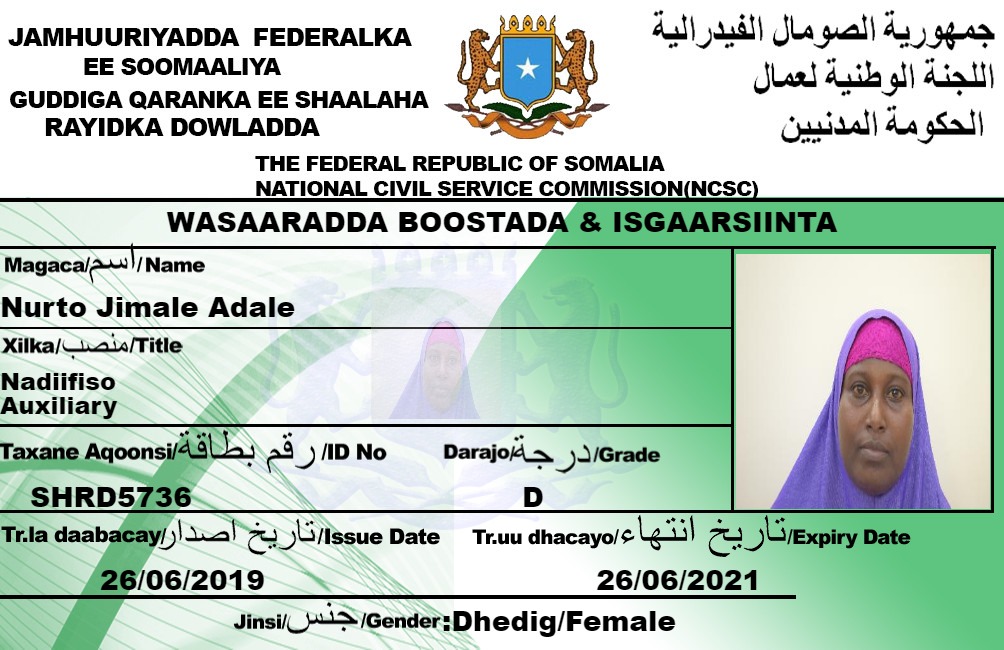 JAMHUURIYADDA FEDERALKA
EE SOOMAALIYA
GUDDIGA QARANKA EE SHAALAHA
RAYIDKA DOWLADDA
جمهورية الصومال الفيدرالية
اللجنة الوطنية لعمال
الحكومة المدنيين
THE FEDERAL REPUBLIC OF SOMALIA
NATIONAL CIVIL SERVICE COMMISSION(NCSC)
WASAARADDA BOOSTADA & ISGAARSIINTA
Magaca/اسم/Name
Nurto Jimale Adale
Xilka/منصب/Title
Nadiifiso
Auxiliary
Taxane Aqoonsi/رقم بطاقة/ID No
SHRD5736
Darajo/درجة/Grade
D
Tr.la daabacay/تاريخ اصدار/Issue Date
26/06/2019
Tr.uu dhacayo/تاريخ انتهاء/Expiry Date
26/06/2021
Jinsi/جنس/Gender:Dhedig/Female